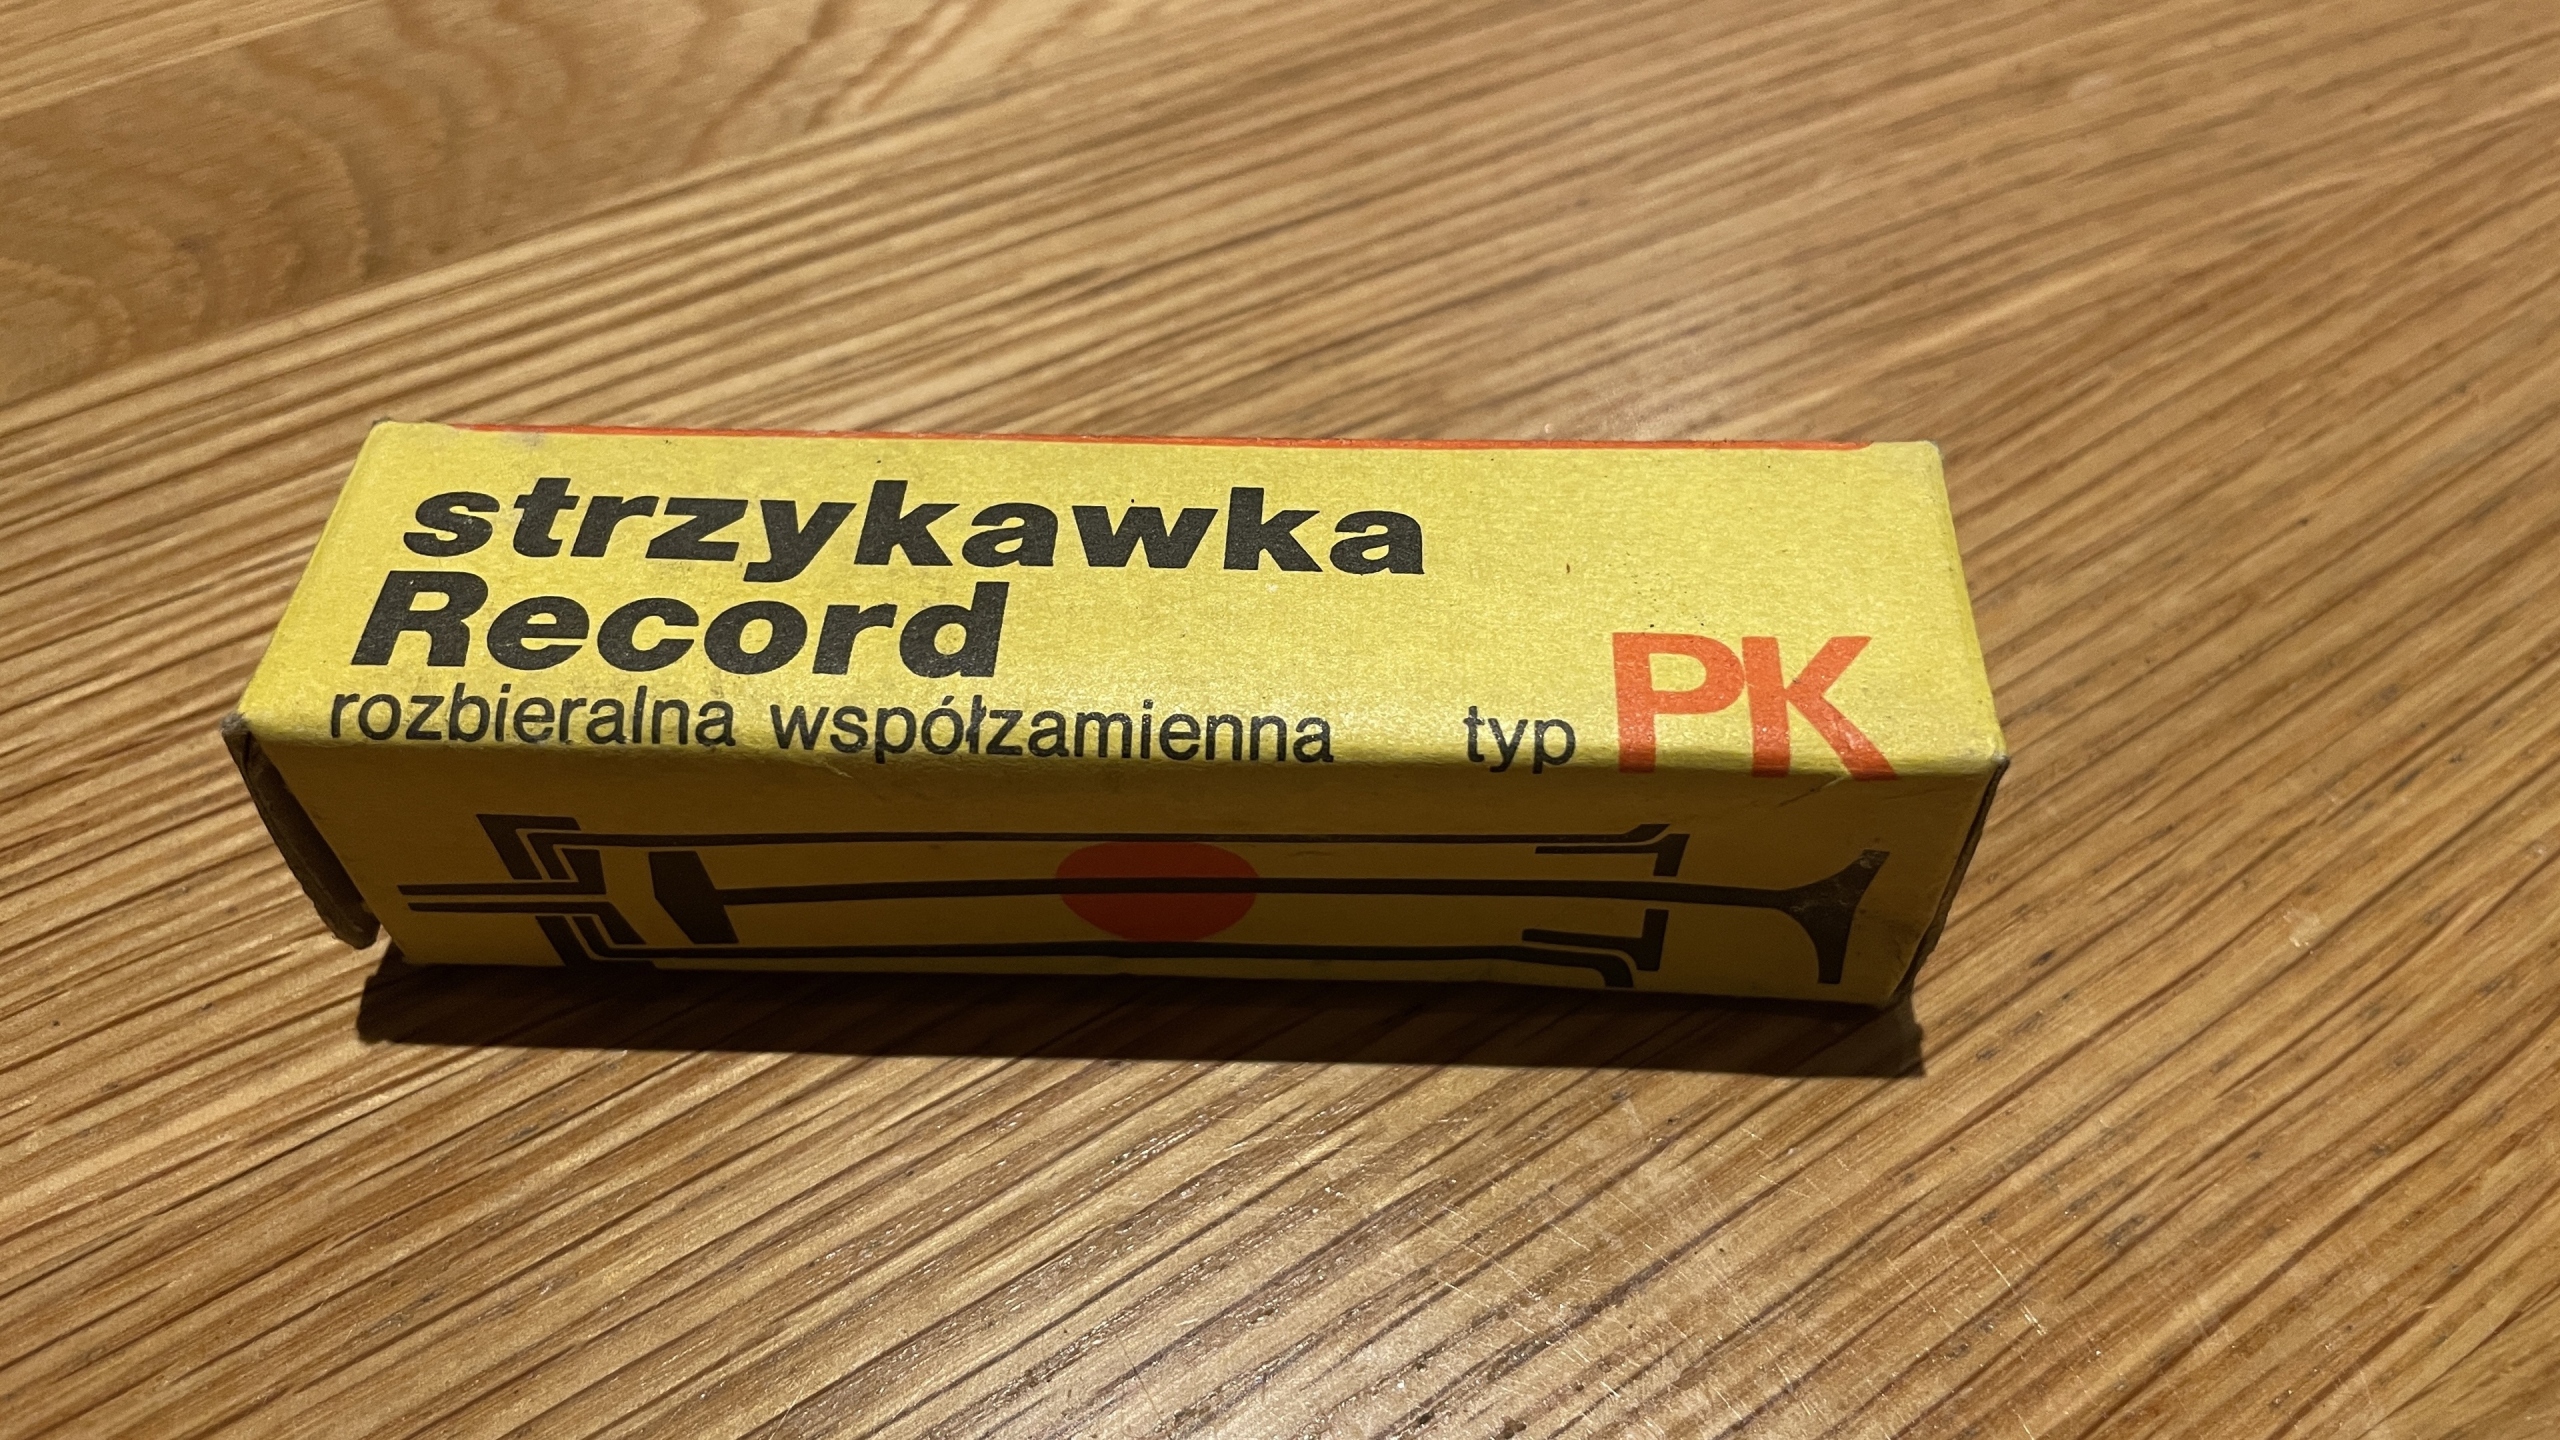 strzykawka
Record
rozbieralna współzamienna typ PK